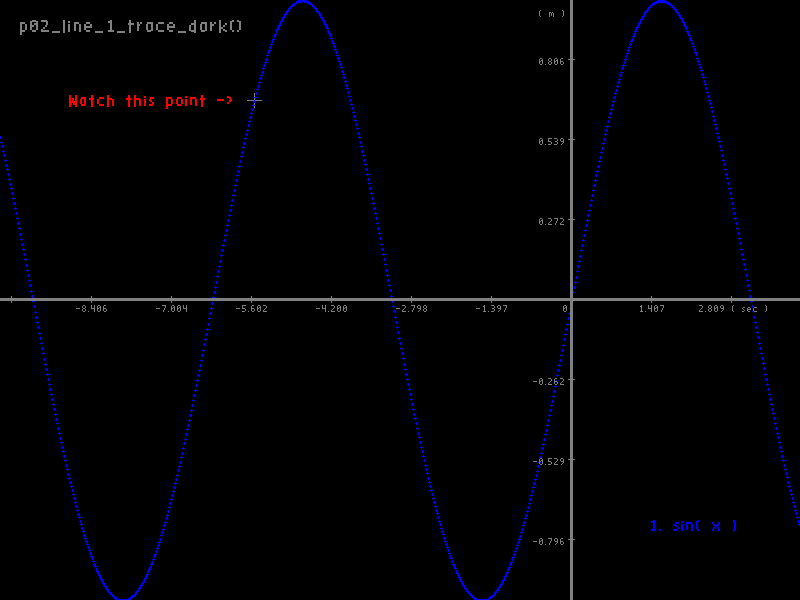 p02_line_1_trace_dark()
( m )
0.806
Watch this point ->
0.539
0.272
-8.406 -7.004 -5.602 -4.200 -2.798 -1.397 0 1.407 2.809 ( sec )
-0.262
-0.529
1. sin( x )
-0.796